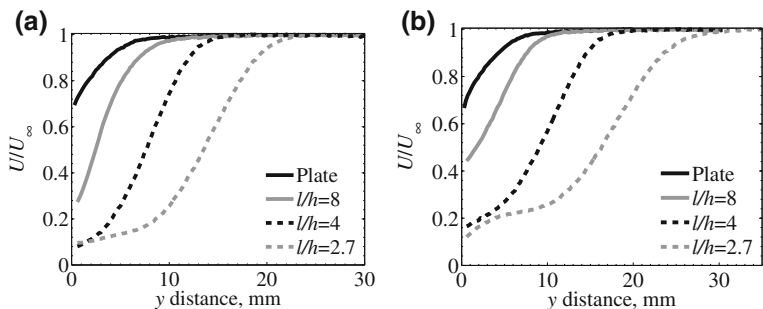 (a)
1
0.8
0.6
0.4
0.2
0
U/U∞
0 10 20 30
y distance, mm
Plate
l/h=8
l/h=4
l/h=2.7
(b)
1
0.8
0.6
0.4
0.2
0
U/U∞
0 10 20 30
y distance, mm
Plate
l/h=8
l/h=4
l/h=2.7